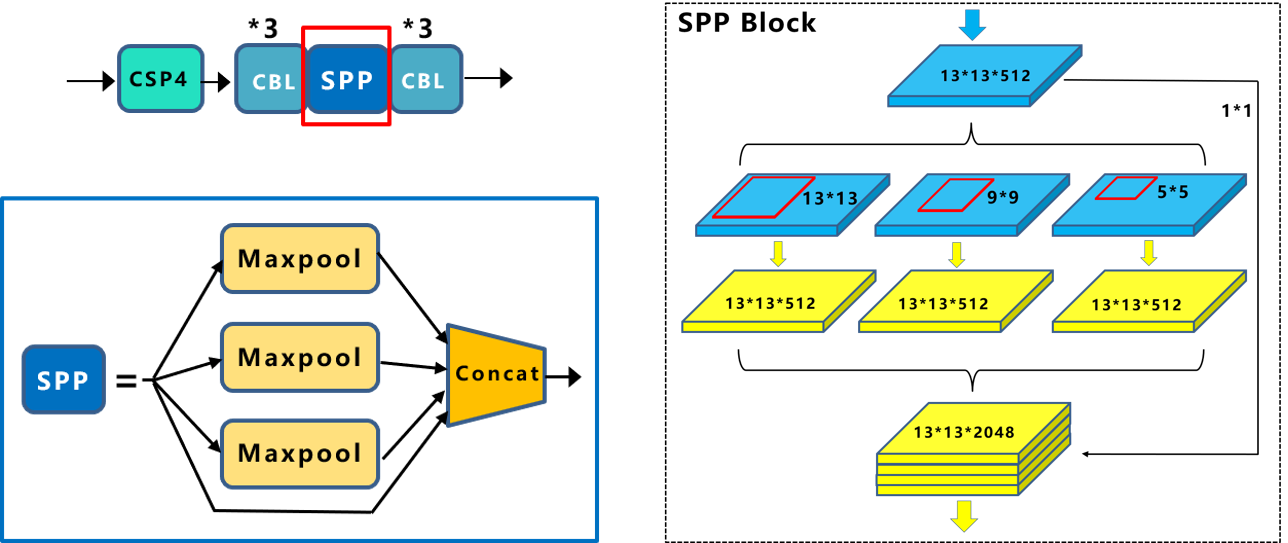 *3
*3
CSP4
CBL
SPP
CBL
SPP
=
Maxpool
Maxpool
Maxpool
Concat
SPP Block
13*13*512
1*1
13*13
9*9
5*5
13*13*512
13*13*512
13*13*512
13*13*2048